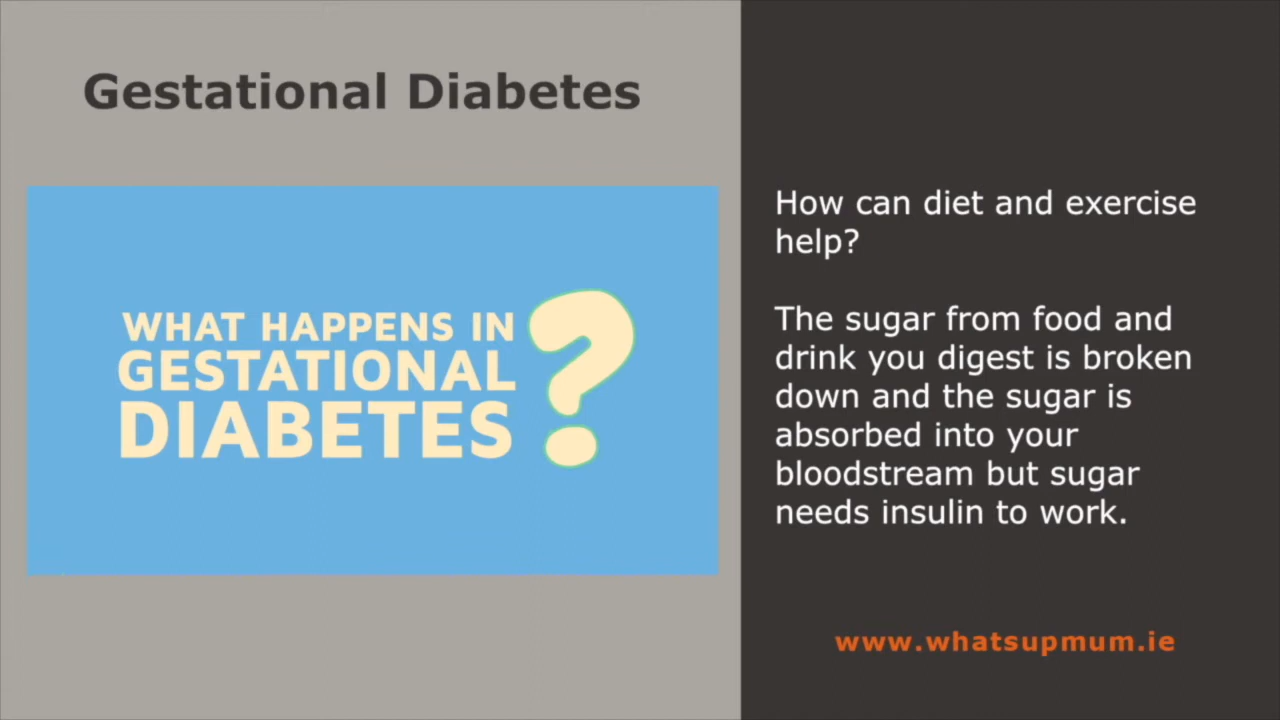 Gestational Diabetes
WHAT HAPPENS IN
GESTATIONAL
DIABETES?
How can diet and exercise
help?
The sugar from food and
drink you digest is broken
down and the sugar is
absorbed into your
bloodstream but sugar
needs insulin to work.
www.whatsupmum.ie